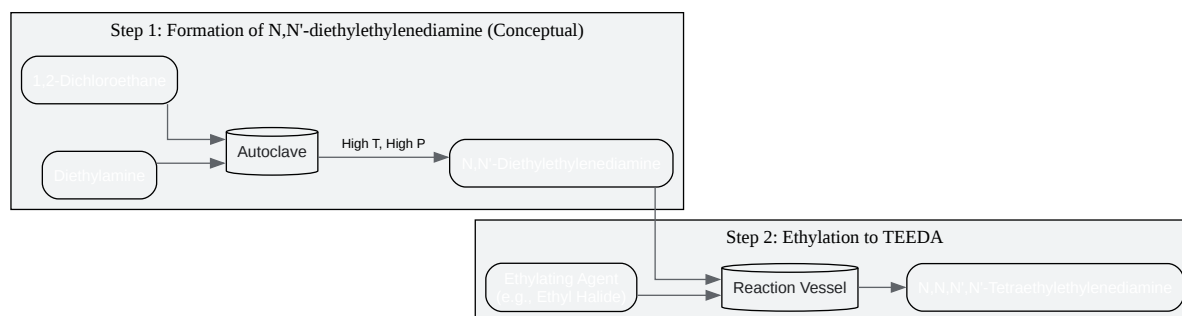 Step 1: Formation of N,N'-diethylethylenediamine (Conceptual)
1,2-Dichloroethane
Diethylamine
Autoclave
High T, High P
N,N'-Diethylethylenediamine
Step 2: Ethylation to TEEDA
Ethylating Agent
(e.g., Ethyl Halide)
Reaction Vessel
N,N,N',N'-Tetraethylethylenediamine